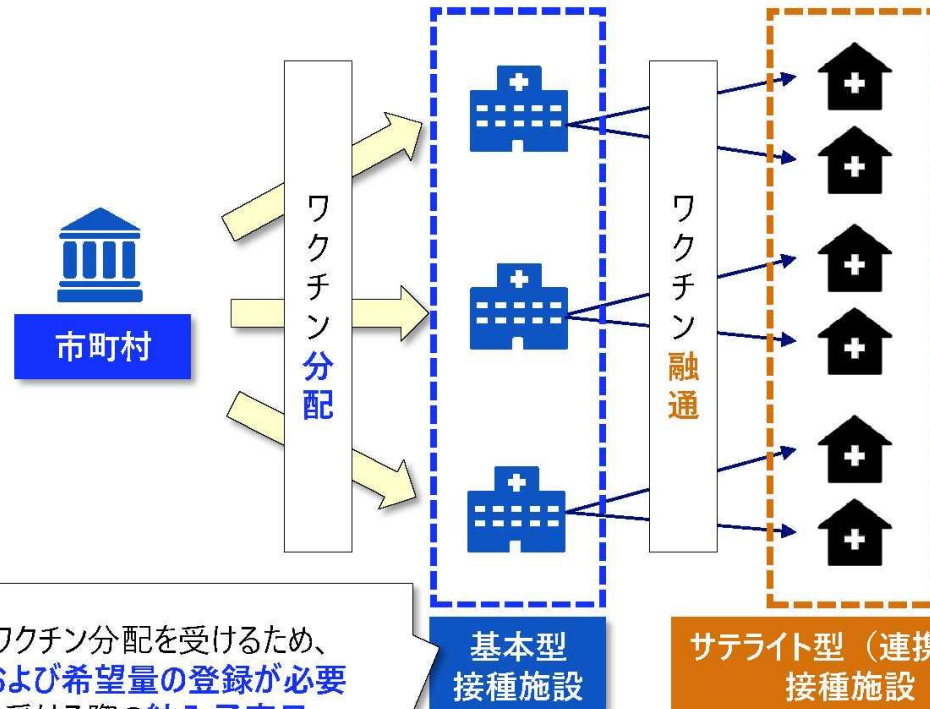 市町村
ワクチン分配
ワクチン融通
ワクチン分配を受けるため、
および希望量の登録が必要
基本型
接種施設
サテライト型（連携
接種施設